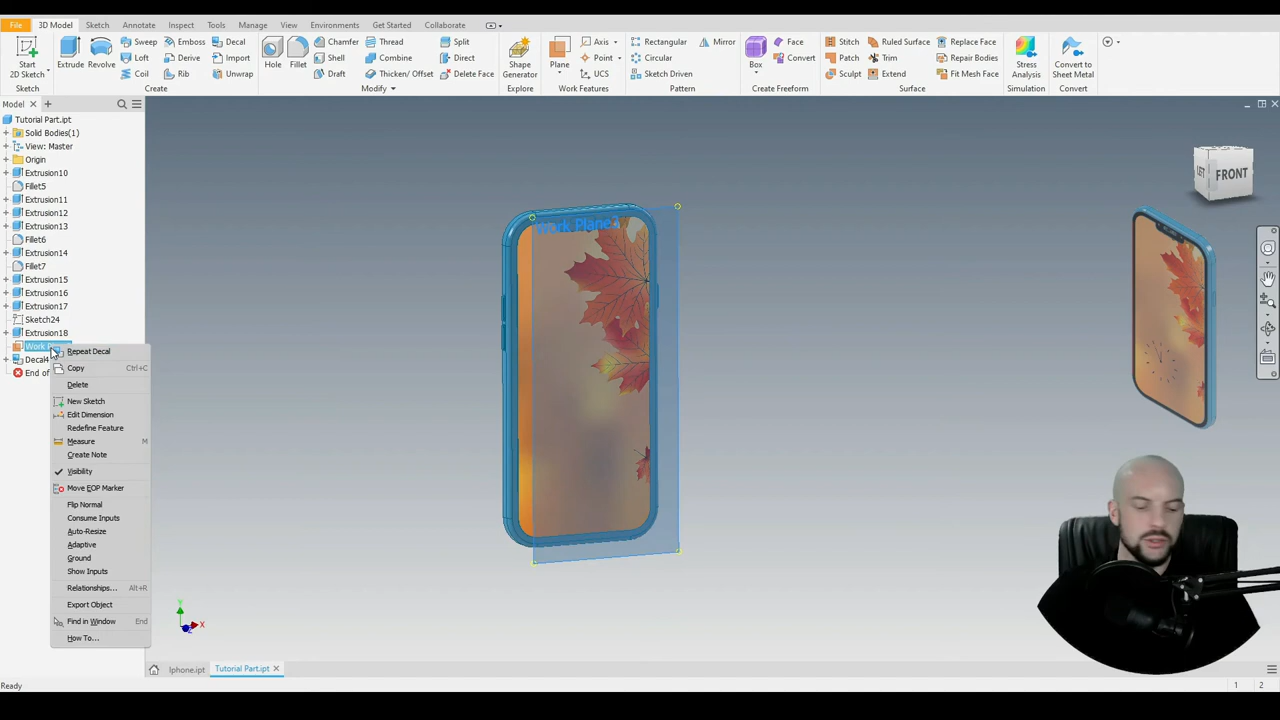 File 3D Model Sketch Annotate Inspect Tools Manage View Environments Get Started Collaborate
Start
2D Sketch
Sketch
Extrude Revolve
Sweep Emboss Decal
Loft Derive Import
Coil Rib Unwrap
Create
Hole Fillet
Chamfer Thread Split
Shell Combine Direct
Draft Thicken/ Offset Delete Face
Modify
Shape
Generator
Explore
Plane
Axis
Point
UCS
Work Features
Rectangular Mirror
Circular
Sketch Driven
Pattern
Box
Face
Convert
Create Freeform
Stitch Ruled Surface Replace Face
Patch Trim Repair Bodies
Sculpt Extend Fit Mesh Face
Surface
Stress
Analysis
Simulation
Convert to
Sheet Metal
Convert
Model
Tutorial Part.ipt
Solid Bodies(1)
View: Master
Origin
Extrusion10
Fillet5
Extrusion11
Extrusion12
Extrusion13
Fillet6
Extrusion14
Fillet7
Extrusion15
Extrusion16
Extrusion17
Sketch24
Extrusion18
Decal4
End of
Repeat Decal
Copy Ctrl+C
Delete
New Sketch
Edit Dimension
Redefine Feature
Measure M
Create Note
Visibility
Move EOP Marker
Flip Normal
Consume Inputs
Auto-Resize
Adaptive
Ground
Show Inputs
Relationships... Alt+R
Export Object
Find in Window End
How To...
FRONT
X
Iphone.ipt Tutorial Part.ipt
Ready 1 2